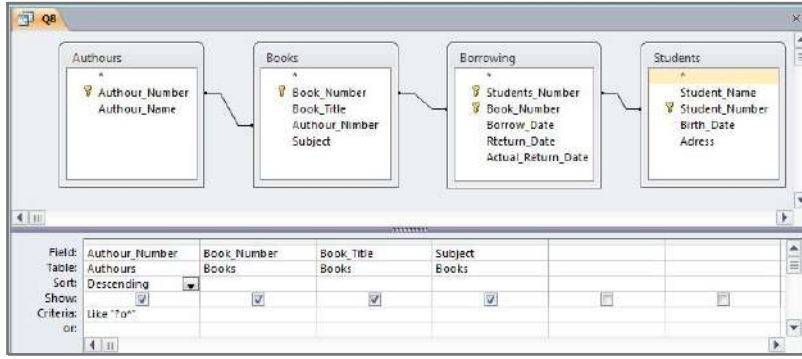 Q8
Authours
*
Authour_Number
Authour_Name
Books
*
Book_Number
Book_Title
Authour_Nimber
Subject
Borrowing
*
Students_Number
Book_Number
Borrow_Date
Rteturn_Date
Actual_Return_Date
Students
*
Student_Name
Student_Number
Birth_Date
Adress
Field: Authour_Number Book_Number Book_Title Subject
Table: Authours Books Books Books
Sort: Descending
Show:
Criteria: Like "?o*"
or: